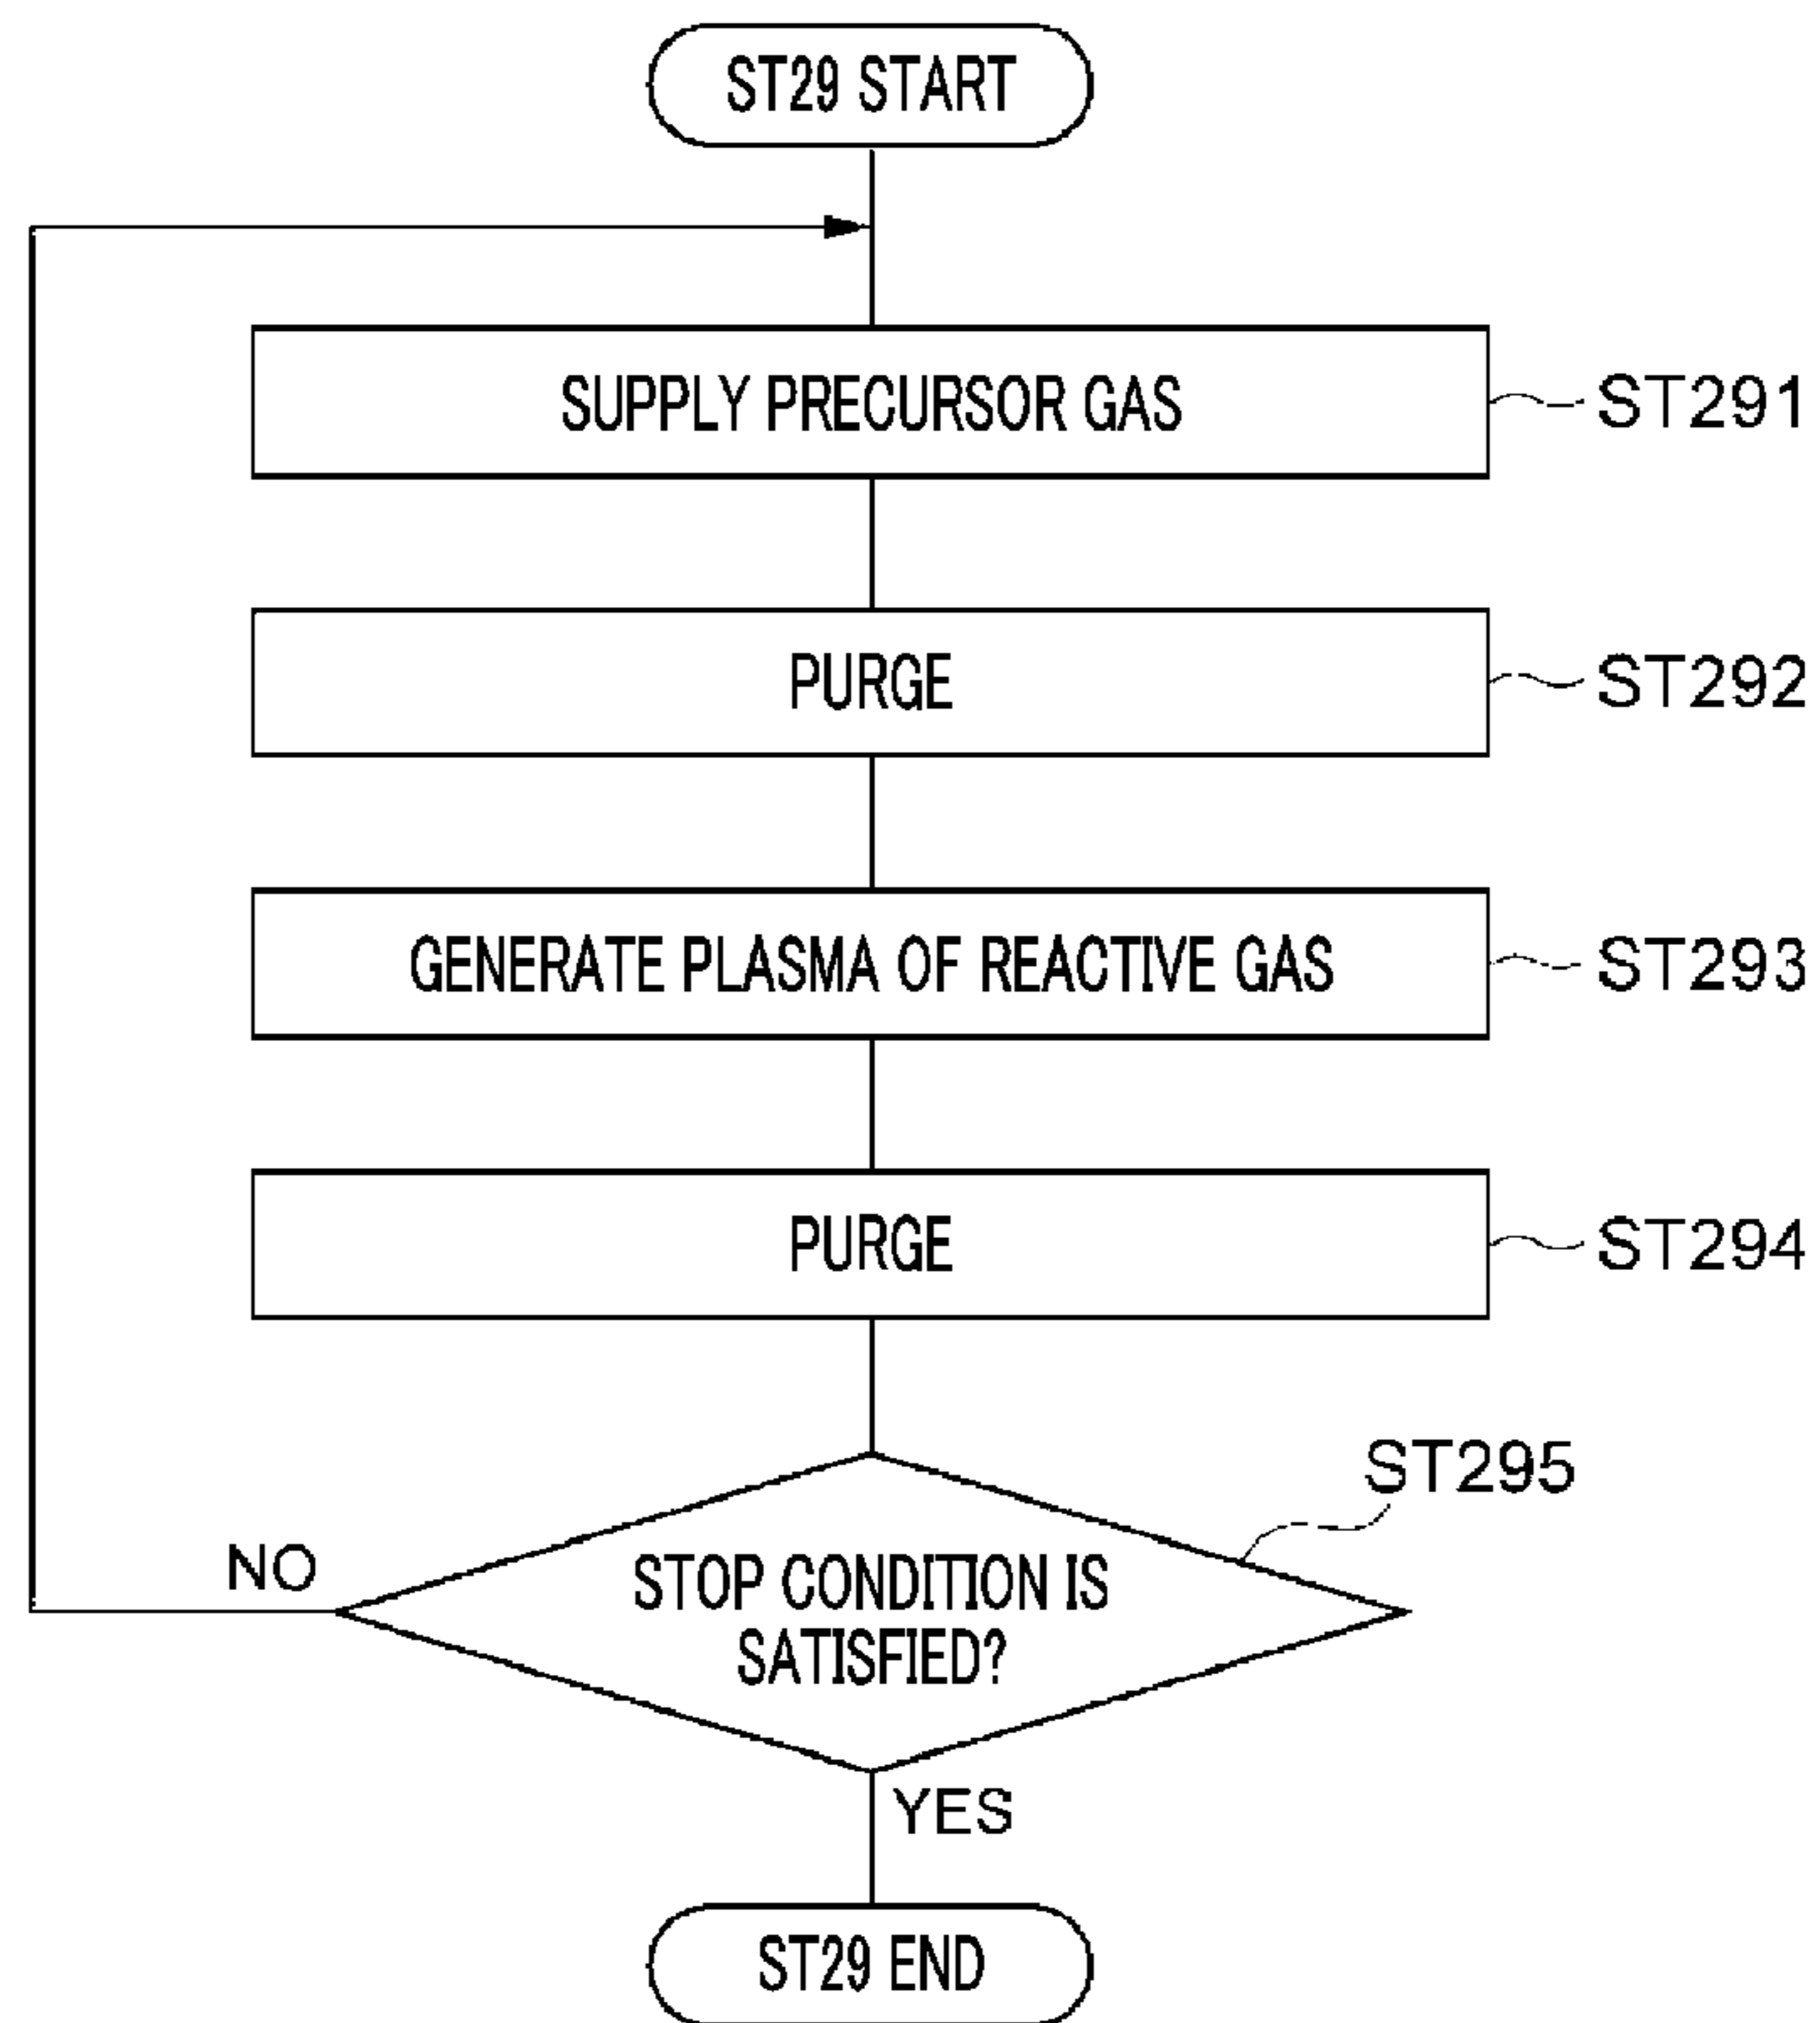 ST29 START
SUPPLY PRECURSOR GAS
ST291
PURGE
ST292
GENERATE PLASMA OF REACTIVE GAS
ST293
PURGE
ST294
ST295
NO
STOP CONDITION IS
SATISFIED?
YES
ST29 END